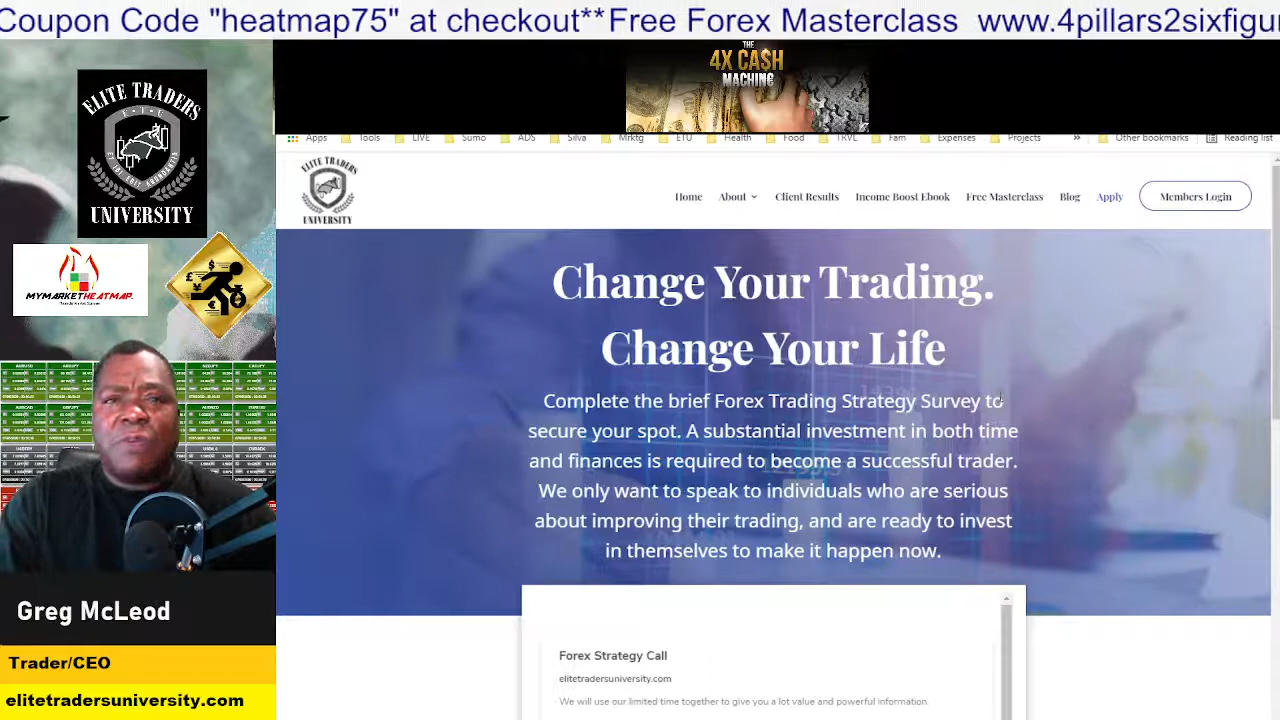 Coupon Code "heatmap75" at checkout**Free Forex Masterclass www.4pillars2sixfigu
ELITE TRADERS
E·T·U
UNIVERSITY
MYMARKETHEATMAP.
THE
4X CA$H
MACHINE
Apps Tools LIVE Sumo ADS Silva Mrktg ETU Health Food TRVL Fam Expenses Projects » Other bookmarks Reading list
ELITE TRADERS
UNIVERSITY
Home About Client Results Income Boost Ebook Free Masterclass Blog Apply Members Login
Change Your Trading.
Change Your Life
Complete the brief Forex Trading Strategy Survey to
secure your spot. A substantial investment in both time
and finances is required to become a successful trader.
We only want to speak to individuals who are serious
about improving their trading, and are ready to invest
in themselves to make it happen now.
Forex Strategy Call
elitetradersuniversity.com
We will use our limited time together to give you a lot value and powerful information.
Greg McLeod
Trader/CEO
elitetradersuniversity.com